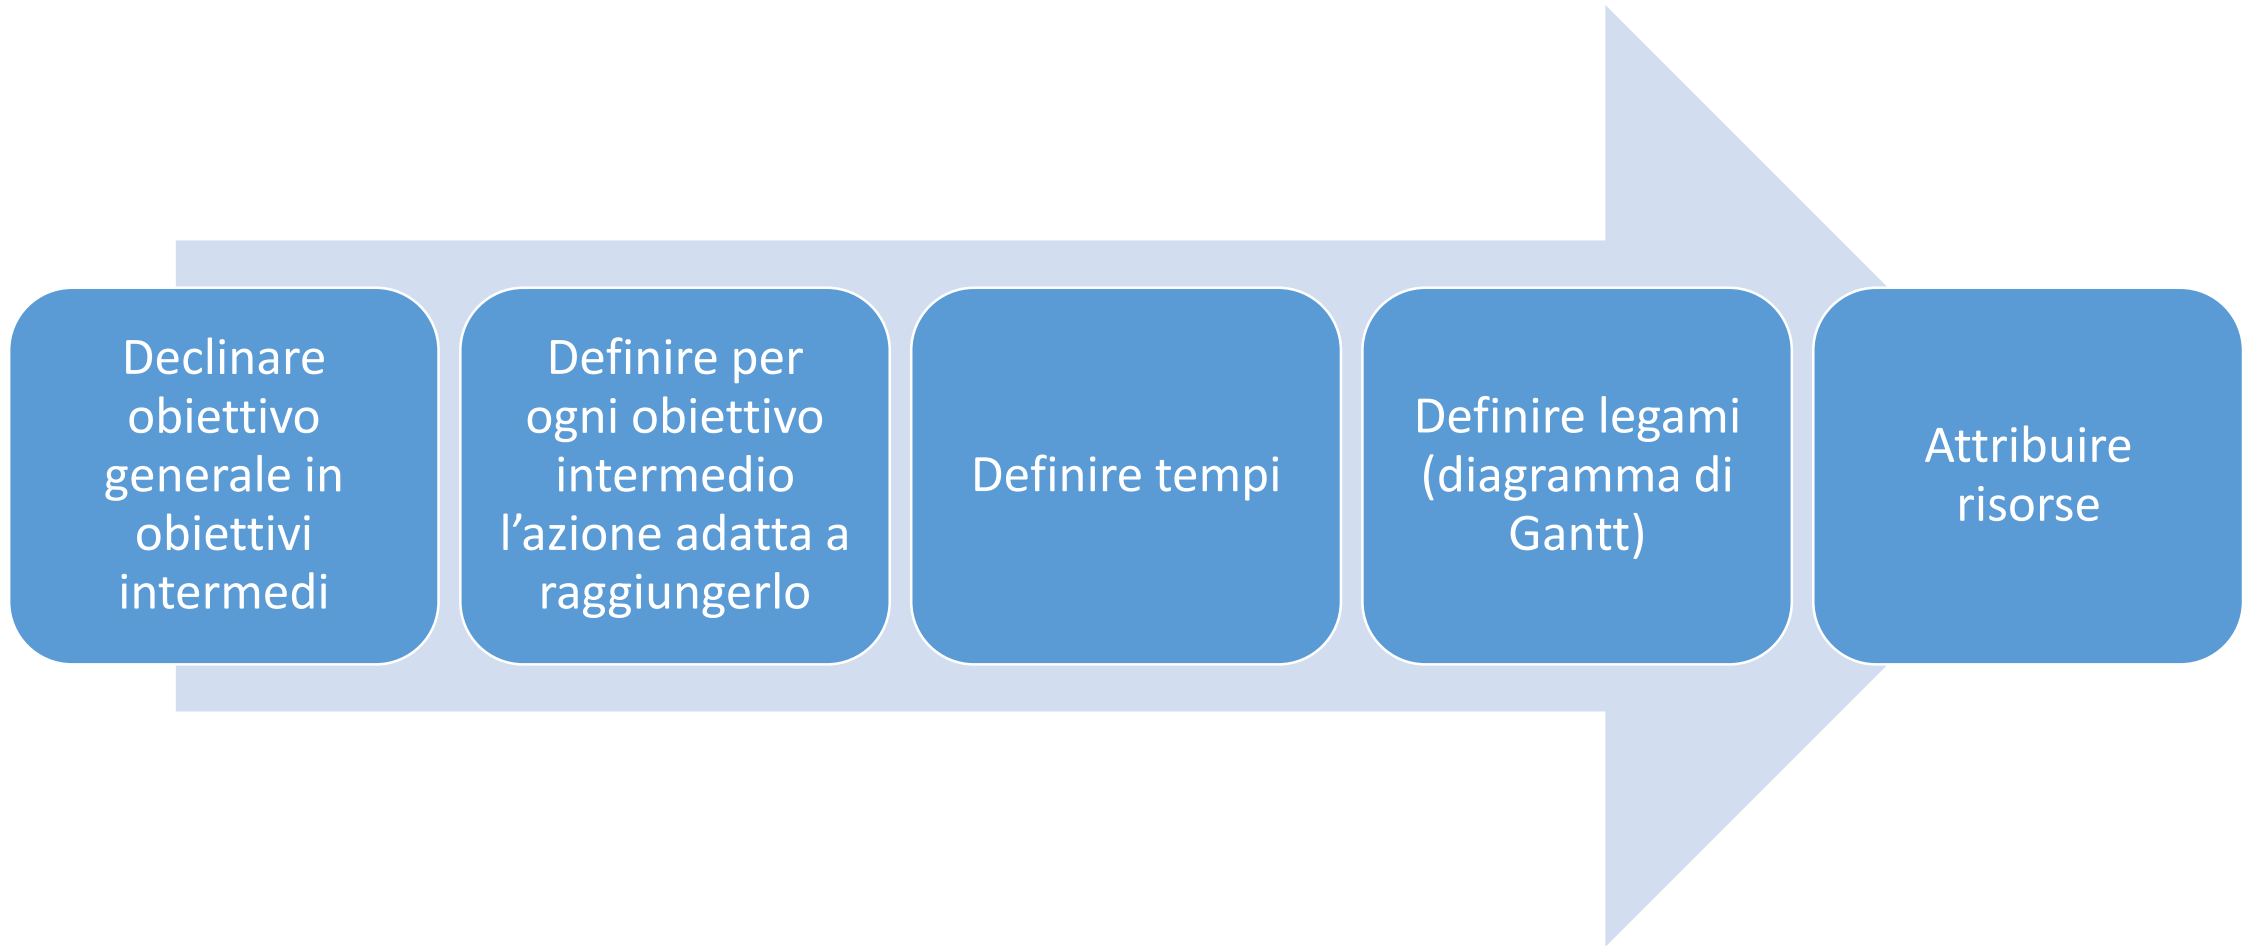 Declinare
obiettivo
generale in
obiettivi
intermedi
Definire per
ogni obiettivo
intermedio
l’azione adatta a
raggiungerlo
Definire tempi
Definire legami
(diagramma di
Gantt)
Attribuire
risorse